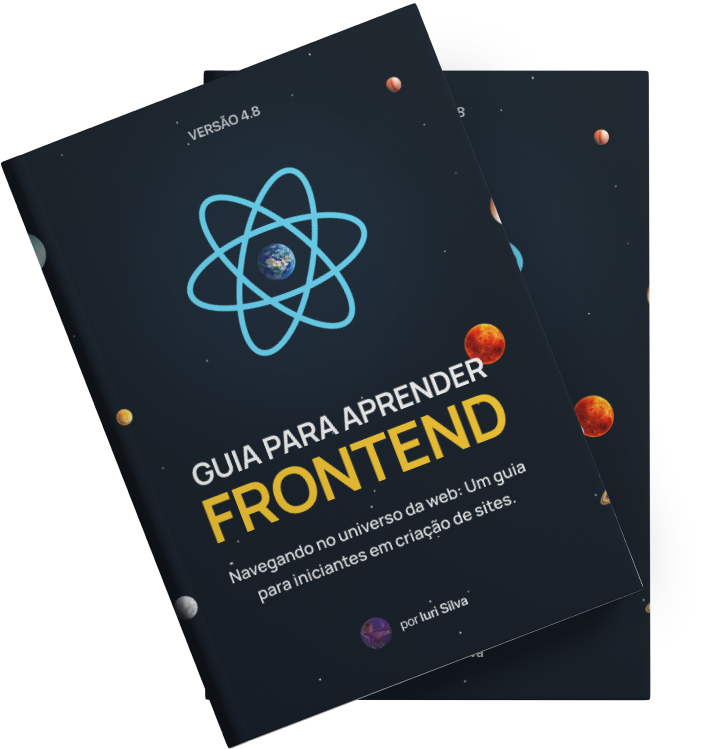 VERSÃO 4.8
8
GUIA PARA APRENDER
FRONTEND
Navegando no universo da web: Um guia
para iniciantes em criação de sites.
por Iuri Silva